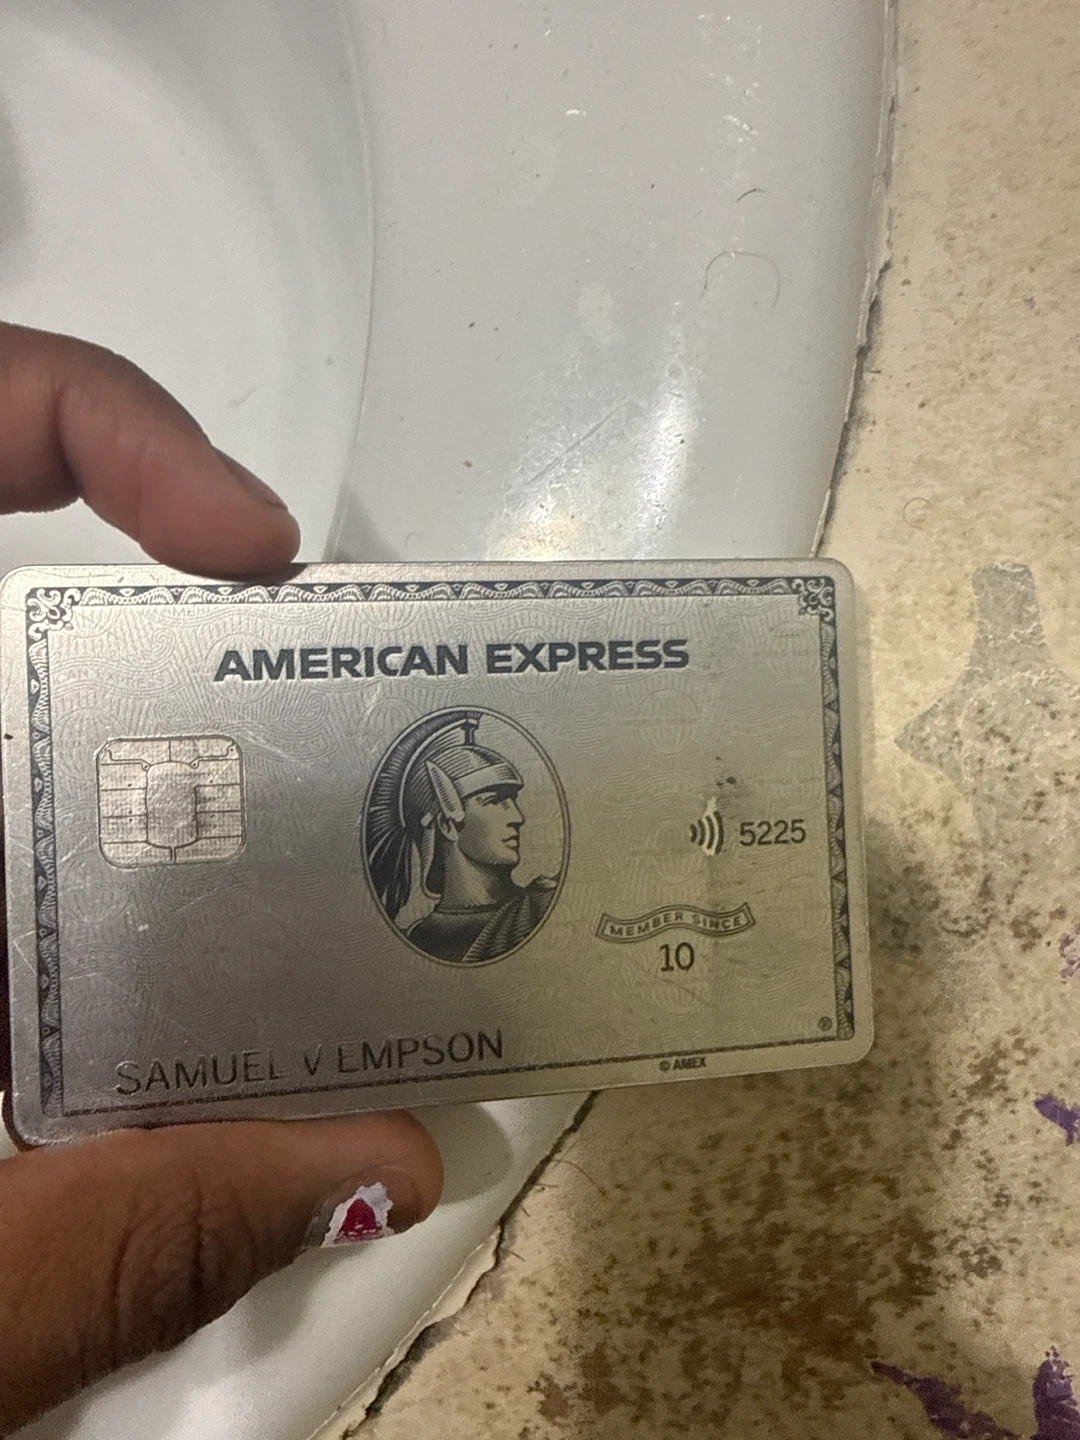 AMERICAN EXPRESS
5225
MEMBER SINCE
10
SAMUEL V EMPSON
® 
© AMEX